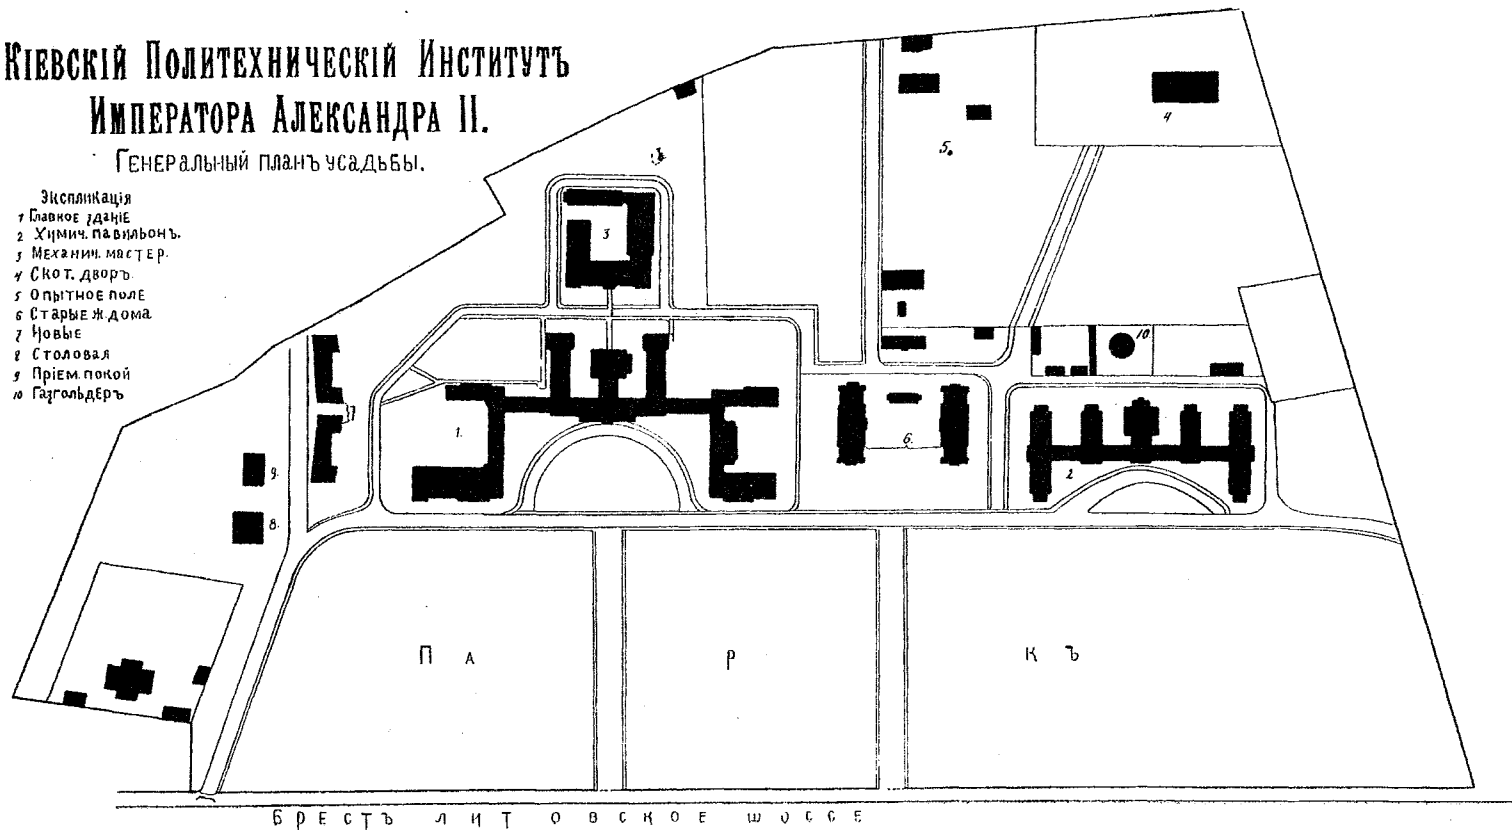 КІЕВСКІЙ ПОЛИТЕХНИЧЕСКІЙ ИНСТИТУТЪ
ИМПЕРАТОРА АЛЕКСАНДРА II.
ГЕНЕРАЛЬНЫЙ ПЛАНЪ УСАДЬБЫ.
Экспликація
1 Главное зданіе
2 Химич. павильонъ.
3 Механич. мастер.
4 Скот. дворъ.
5 Опытное поле
6 Старые ж. дома
7 Новые
8 Столовая
9 Пріем. покой
10 Газгольдеръ
4
5.
3
10.
7
1.
6.
2
9.
8.
ПАРКЪ
БРЕСТЪ ЛИТОВСКОЕ ШОССЕ